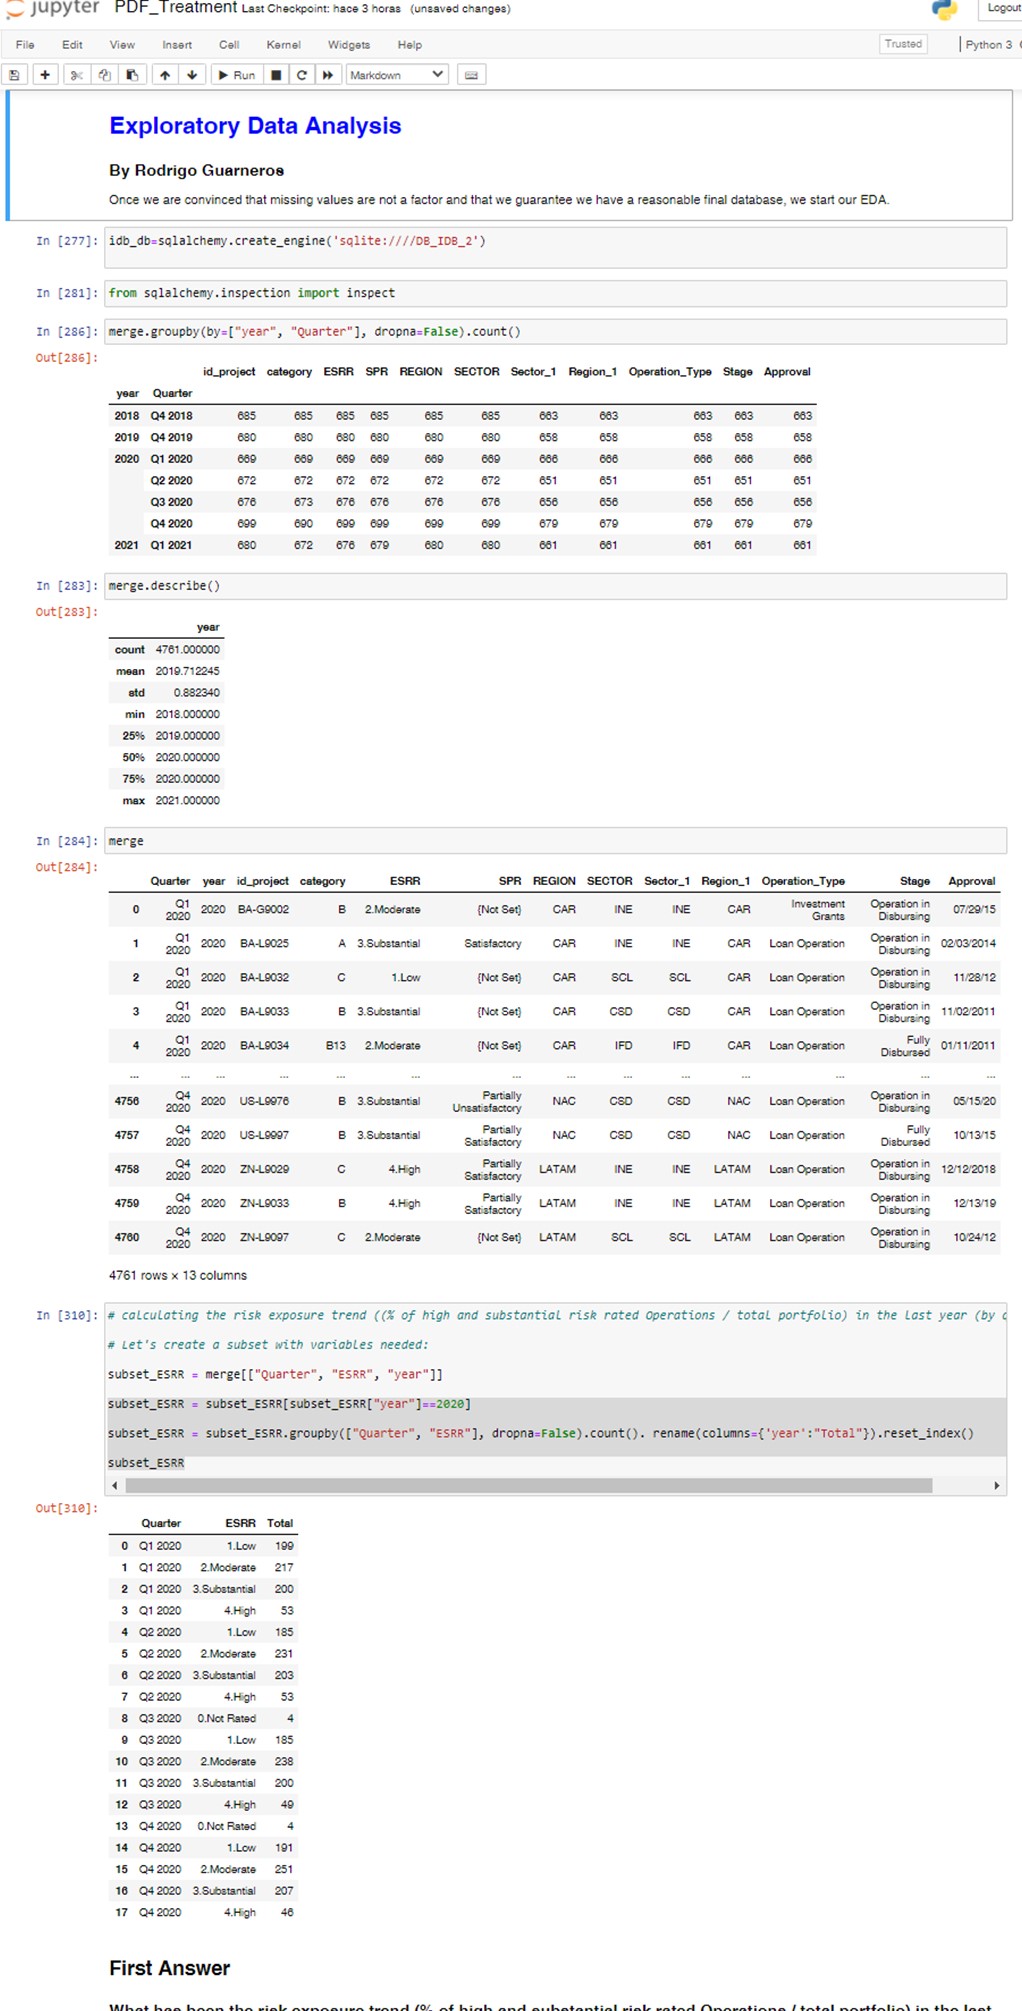 jupyter PDF_Treatment Last Checkpoint: hace 3 horas (unsaved changes) Logout
File Edit View Insert Cell Kernel Widgets Help Trusted Python 3
Run Markdown
Exploratory Data Analysis
By Rodrigo Guarneros
Once we are convinced that missing values are not a factor and that we guarantee we have a reasonable final database, we start our EDA.
In [277]: idb_db=sqlalchemy.create_engine('sqlite:////DB_IDB_2')
In [281]: from sqlalchemy.inspection import inspect
In [286]: merge.groupby(by=["year", "Quarter"], dropna=False).count()
Out[286]:
id_project category ESRR SPR REGION SECTOR Sector_1 Region_1 Operation_Type Stage Approval
year Quarter
2018 Q4 2018 685 685 685 685 685 685 663 663 663 663 663
2019 Q4 2019 680 680 680 680 680 680 658 658 658 658 658
2020 Q1 2020 669 669 669 669 669 669 666 666 666 666 666
Q2 2020 672 672 672 672 672 672 651 651 651 651 651
Q3 2020 676 673 676 676 676 676 656 656 656 656 656
Q4 2020 699 690 699 699 699 699 679 679 679 679 679
2021 Q1 2021 680 672 676 679 680 680 661 661 661 661 661
In [283]: merge.describe()
Out[283]:
year
count 4761.000000
mean 2019.712245
std 0.882340
min 2018.000000
25% 2019.000000
50% 2020.000000
75% 2020.000000
max 2021.000000
In [284]: merge
Out[284]:
Quarter year id_project category ESRR SPR REGION SECTOR Sector_1 Region_1 Operation_Type Stage Approval
0 Q1 2020 2020 BA-G9002 B 2.Moderate {Not Set} CAR INE INE CAR Investment Grants Operation in Disbursing 07/29/15
1 Q1 2020 2020 BA-L9025 A 3.Substantial Satisfactory CAR INE INE CAR Loan Operation Operation in Disbursing 02/03/2014
2 Q1 2020 2020 BA-L9032 C 1.Low {Not Set} CAR SCL SCL CAR Loan Operation Operation in Disbursing 11/28/12
3 Q1 2020 2020 BA-L9033 B 3.Substantial {Not Set} CAR CSD CSD CAR Loan Operation Operation in Disbursing 11/02/2011
4 Q1 2020 2020 BA-L9034 B13 2.Moderate {Not Set} CAR IFD IFD CAR Loan Operation Fully Disbursed 01/11/2011
... ... ... ... ... ... ... ... ... ... ... ... ... ...
4756 Q4 2020 2020 US-L9976 B 3.Substantial Partially Unsatisfactory NAC CSD CSD NAC Loan Operation Operation in Disbursing 05/15/20
4757 Q4 2020 2020 US-L9997 B 3.Substantial Partially Satisfactory NAC CSD CSD NAC Loan Operation Fully Disbursed 10/13/15
4758 Q4 2020 2020 ZN-L9029 C 4.High Partially Satisfactory LATAM INE INE LATAM Loan Operation Operation in Disbursing 12/12/2018
4759 Q4 2020 2020 ZN-L9033 B 4.High Partially Satisfactory LATAM INE INE LATAM Loan Operation Operation in Disbursing 12/13/19
4760 Q4 2020 2020 ZN-L9097 C 2.Moderate {Not Set} LATAM SCL SCL LATAM Loan Operation Operation in Disbursing 10/24/12
4761 rows × 13 columns
In [310]: # calculating the risk exposure trend ((% of high and substantial risk rated Operations / total portfolio) in the last year (by
# Let's create a subset with variables needed:
subset_ESRR = merge[["Quarter", "ESRR", "year"]]
subset_ESRR = subset_ESRR[subset_ESRR["year"]==2020]
subset_ESRR = subset_ESRR.groupby(["Quarter", "ESRR"], dropna=False).count(). rename(columns={'year':"Total"}).reset_index()
subset_ESRR
Out[310]:
Quarter ESRR Total
0 Q1 2020 1.Low 199
1 Q1 2020 2.Moderate 217
2 Q1 2020 3.Substantial 200
3 Q1 2020 4.High 53
4 Q2 2020 1.Low 185
5 Q2 2020 2.Moderate 231
6 Q2 2020 3.Substantial 203
7 Q2 2020 4.High 53
8 Q3 2020 0.Not Rated 4
9 Q3 2020 1.Low 185
10 Q3 2020 2.Moderate 238
11 Q3 2020 3.Substantial 200
12 Q3 2020 4.High 49
13 Q4 2020 0.Not Rated 4
14 Q4 2020 1.Low 191
15 Q4 2020 2.Moderate 251
16 Q4 2020 3.Substantial 207
17 Q4 2020 4.High 46
First Answer
What has been the risk exposure trend (% of high and substantial risk rated Operations / total portfolio) in the last